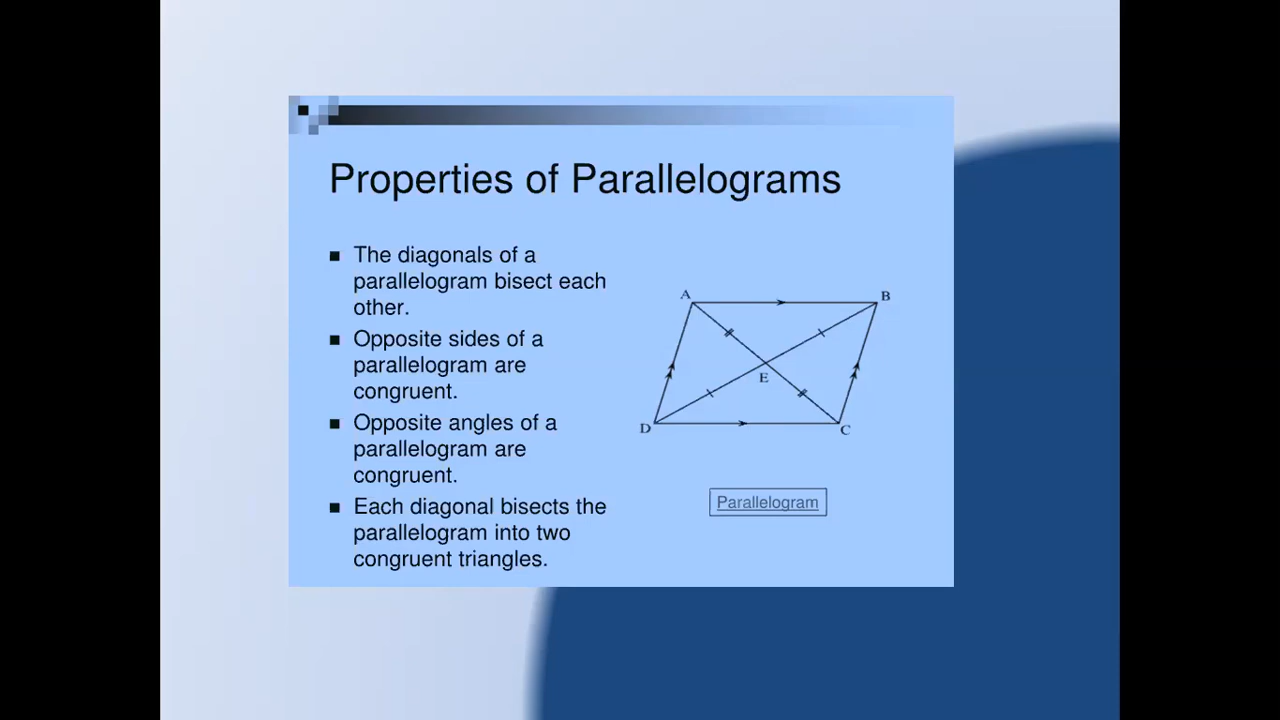 Properties of Parallelograms
The diagonals of a
parallelogram bisect each
other.
Opposite sides of a
parallelogram are
congruent.
Opposite angles of a
parallelogram are
congruent.
Each diagonal bisects the
parallelogram into two
congruent triangles.
A
B
E
D
C
Parallelogram